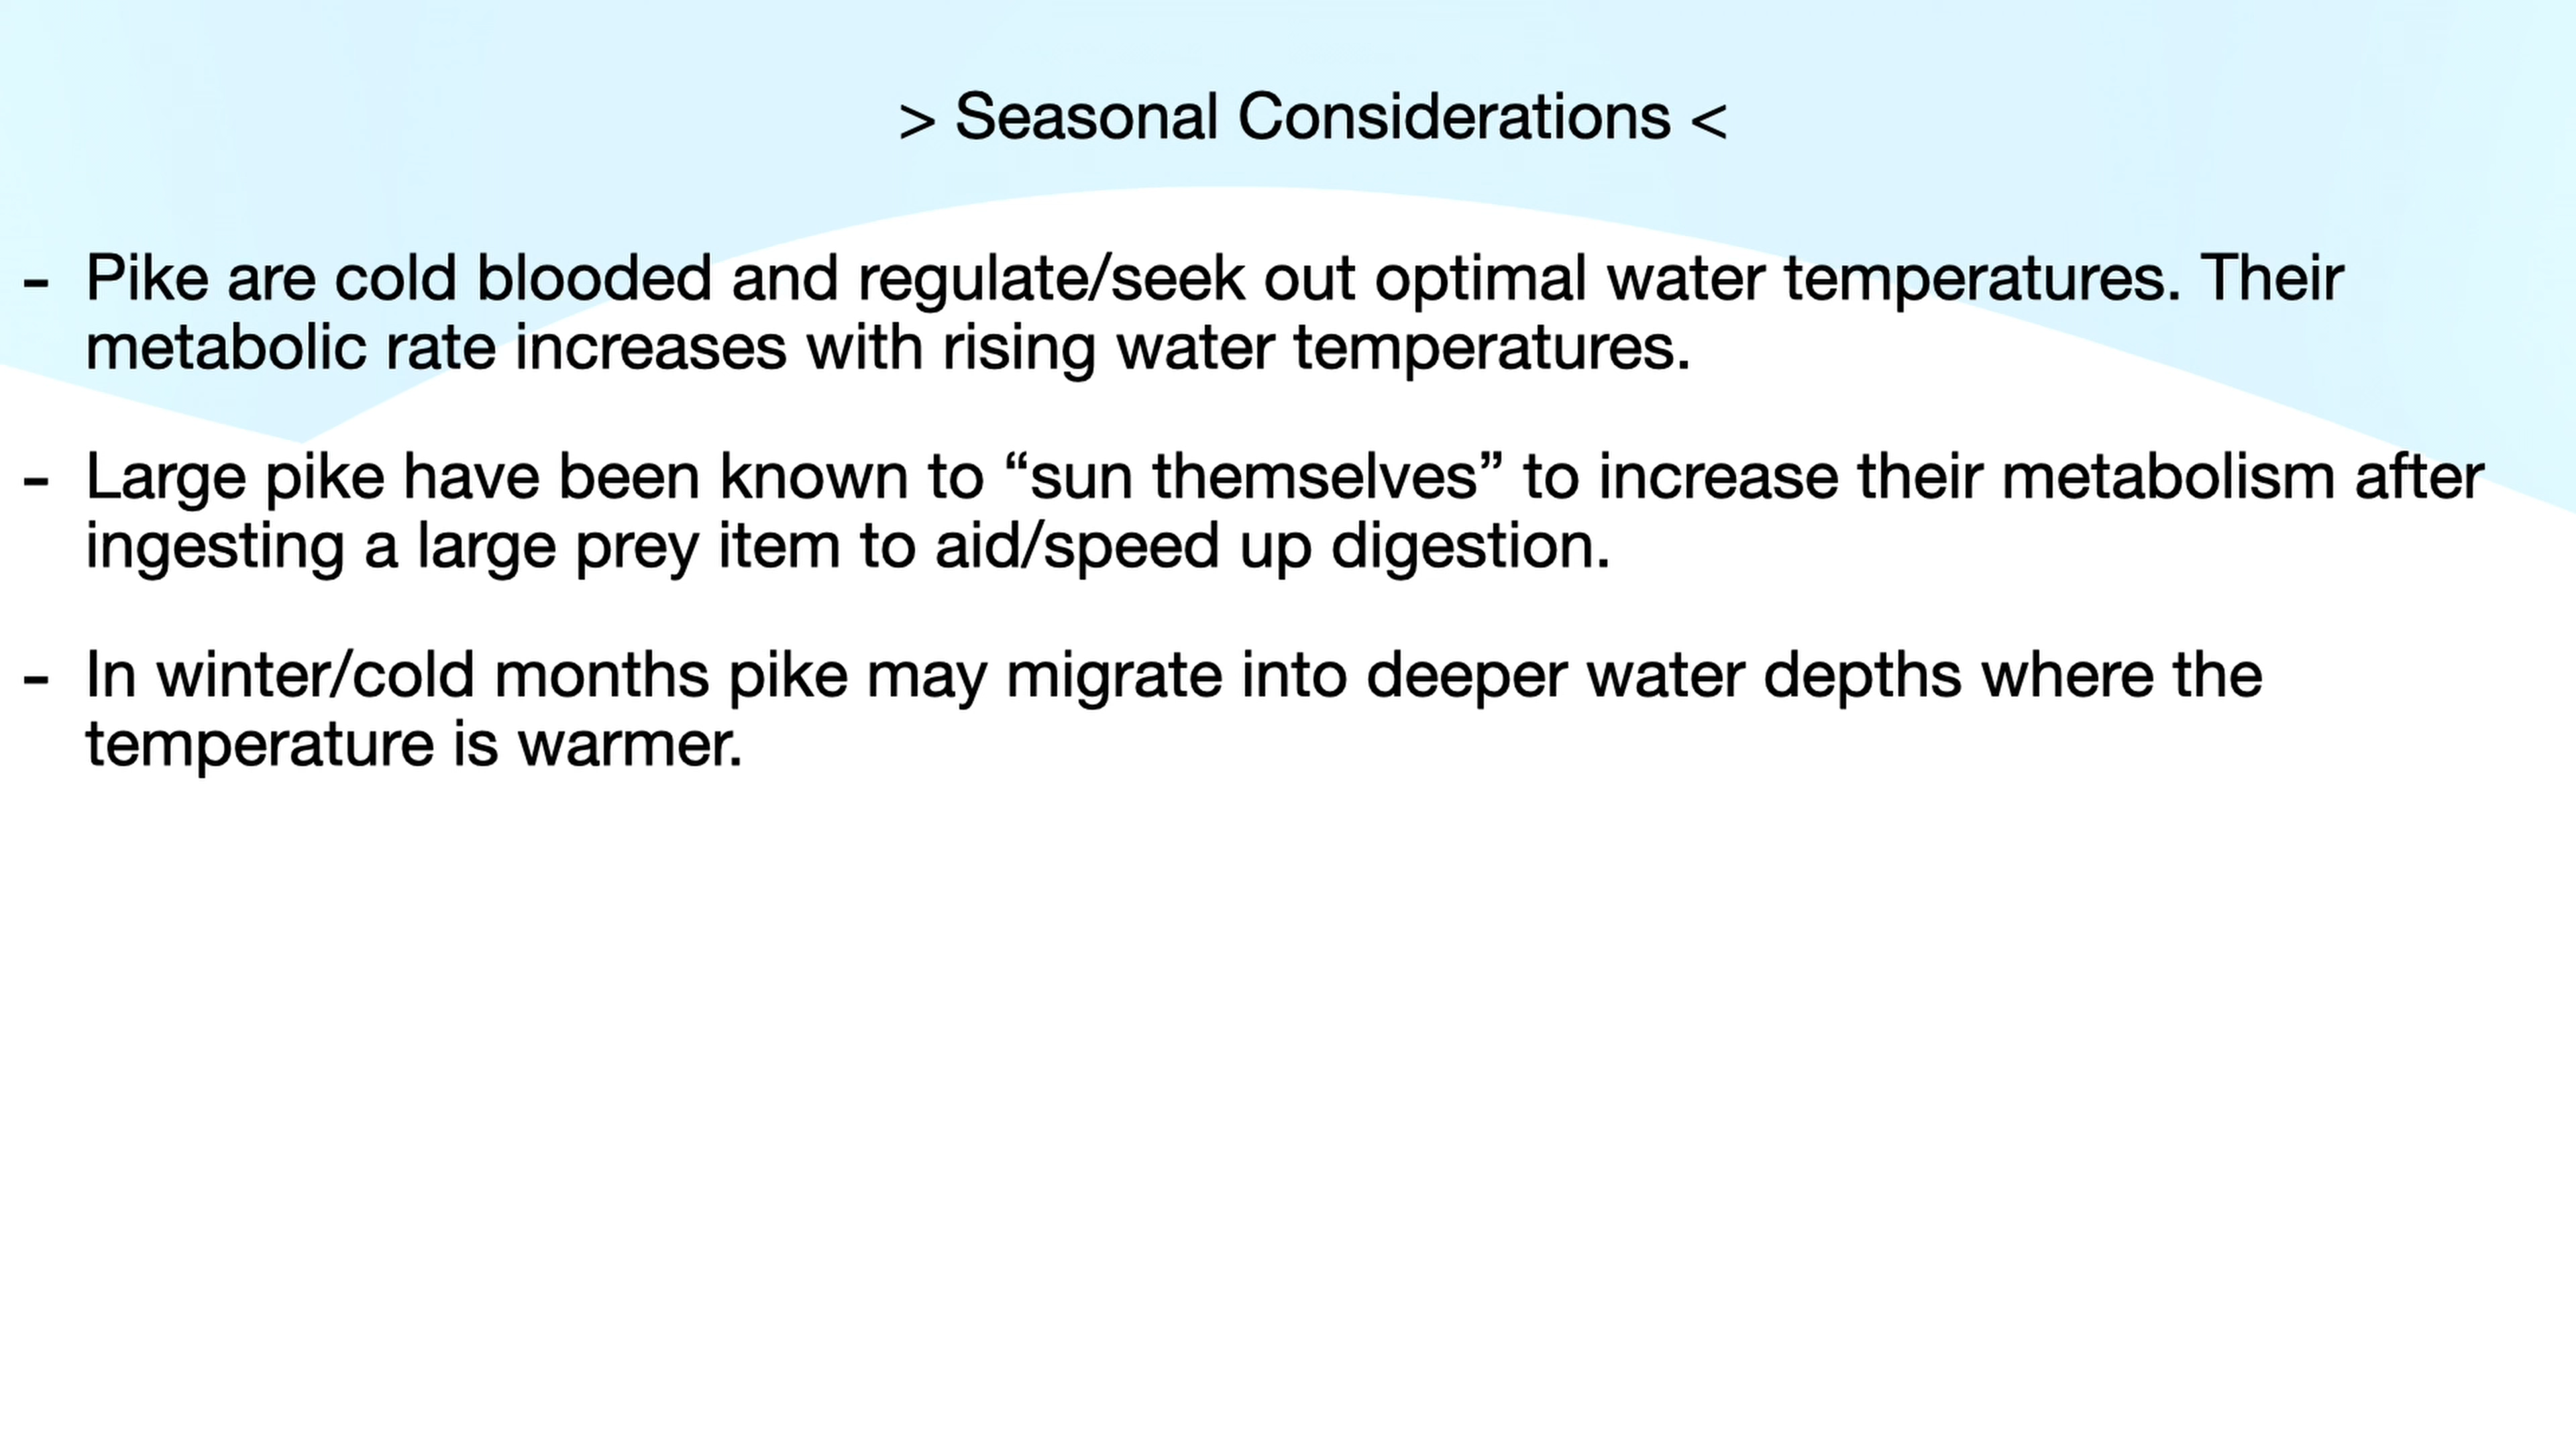 > Seasonal Considerations <
- Pike are cold blooded and regulate/seek out optimal water temperatures. Their
metabolic rate increases with rising water temperatures.
- Large pike have been known to “sun themselves” to increase their metabolism after
ingesting a large prey item to aid/speed up digestion.
- In winter/cold months pike may migrate into deeper water depths where the
temperature is warmer.